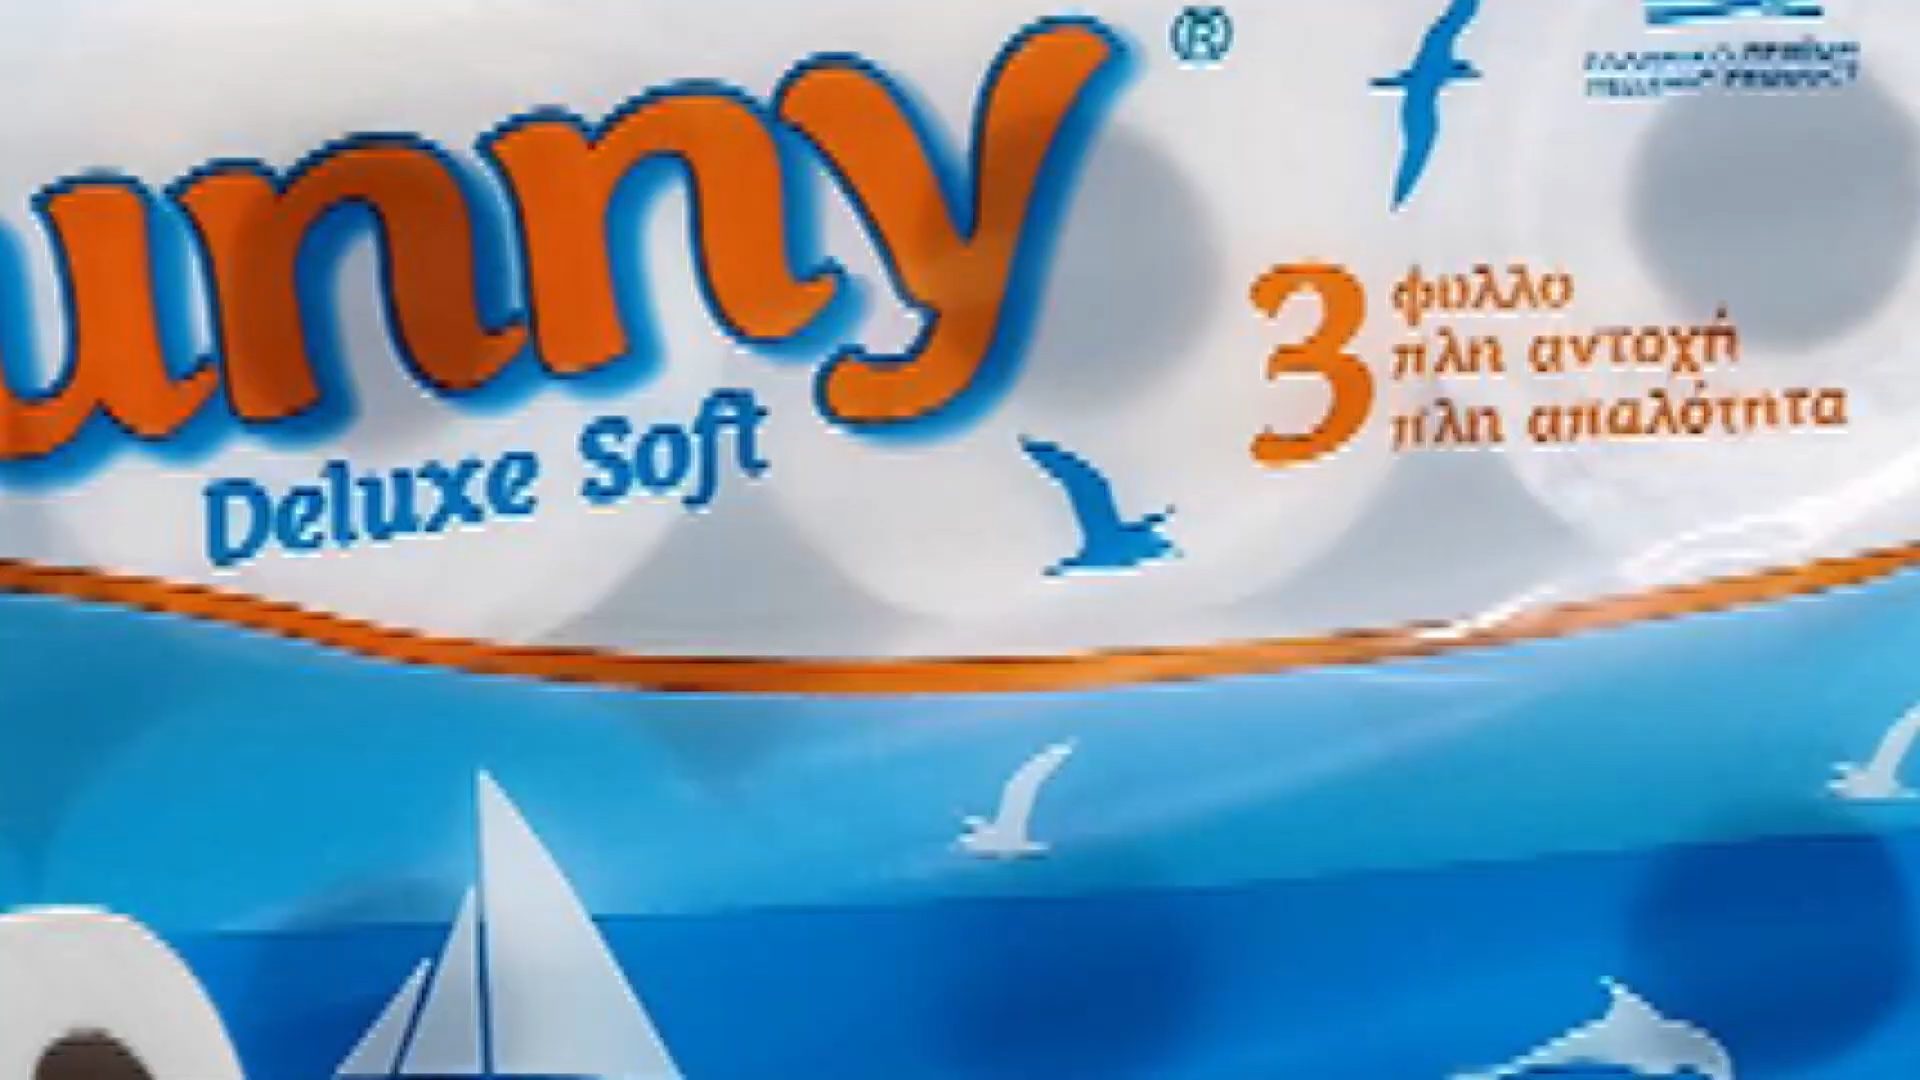 unny®
Deluxe Soft
3 φυλλο
πλη αντοχή
πλη απαλότητα